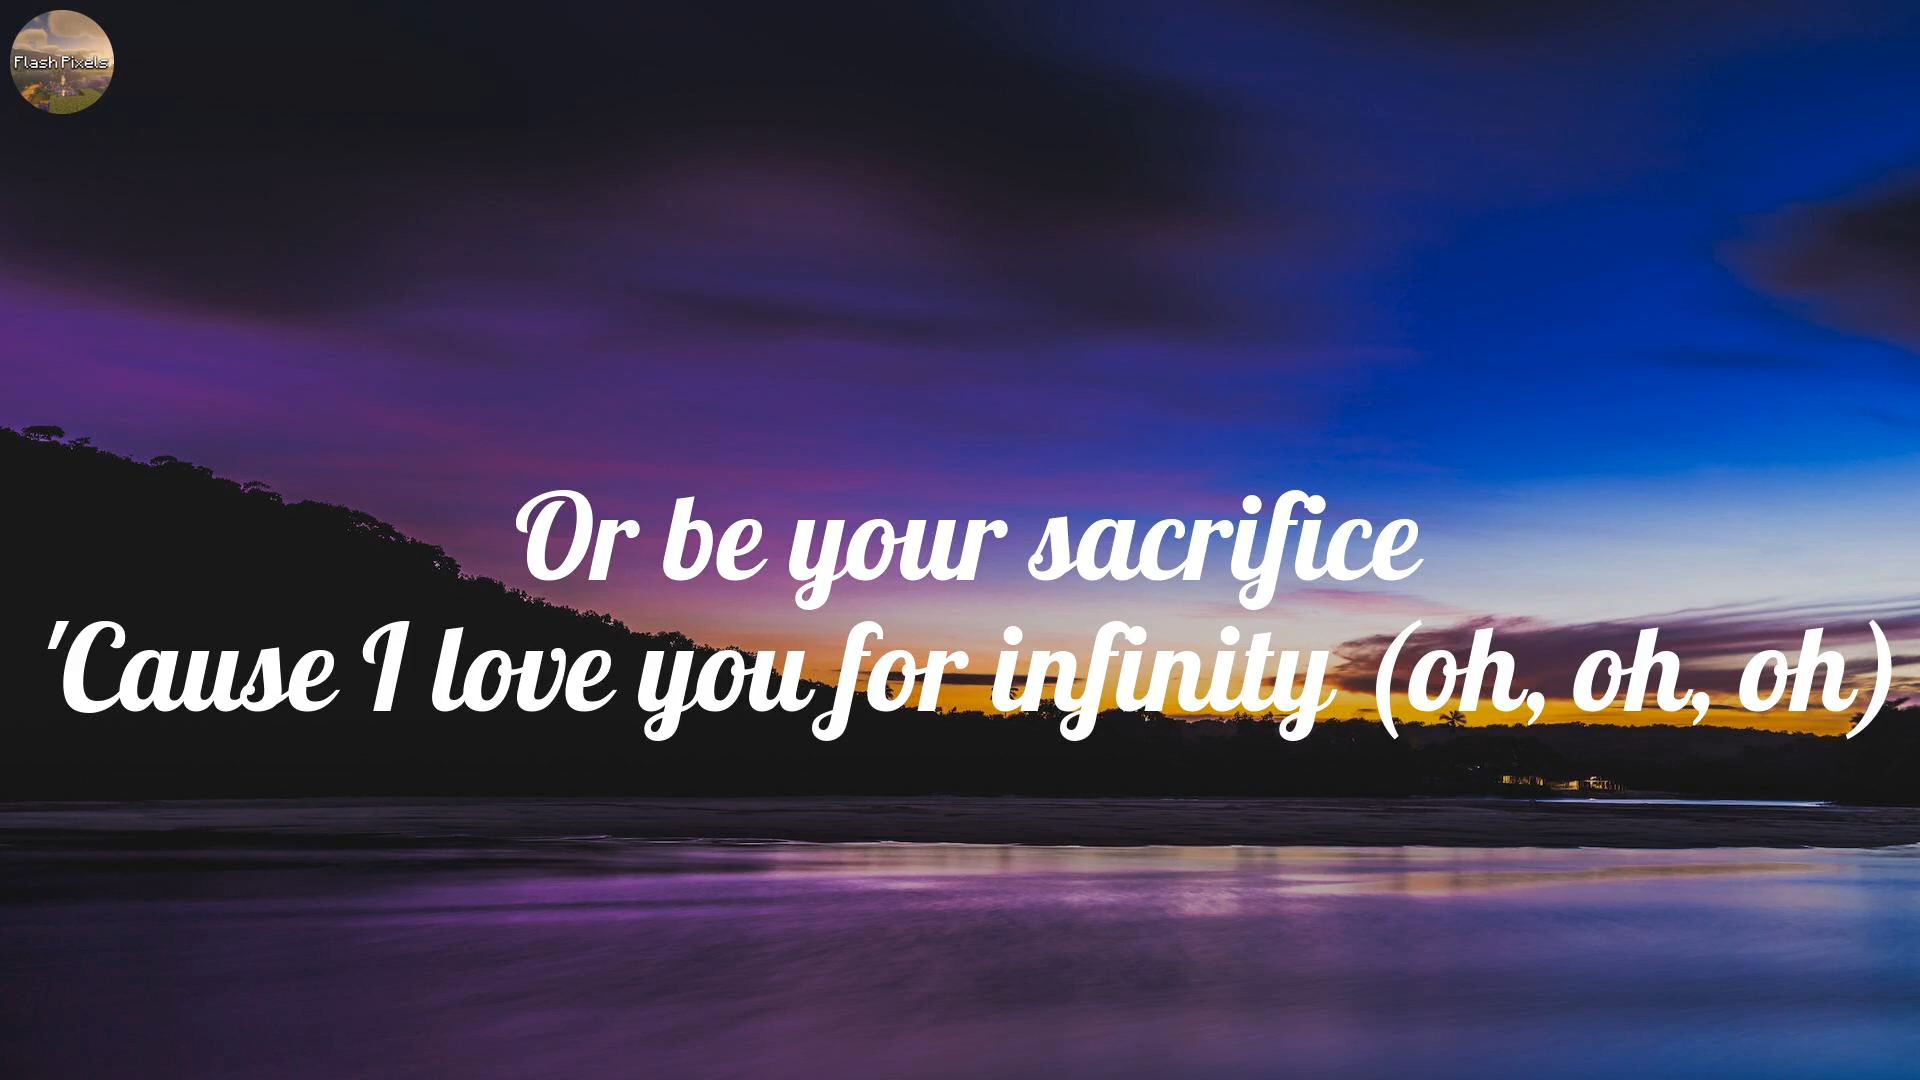 Flash Pixels
Or be your sacrifice
'Cause I love you for infinity (oh, oh, oh)